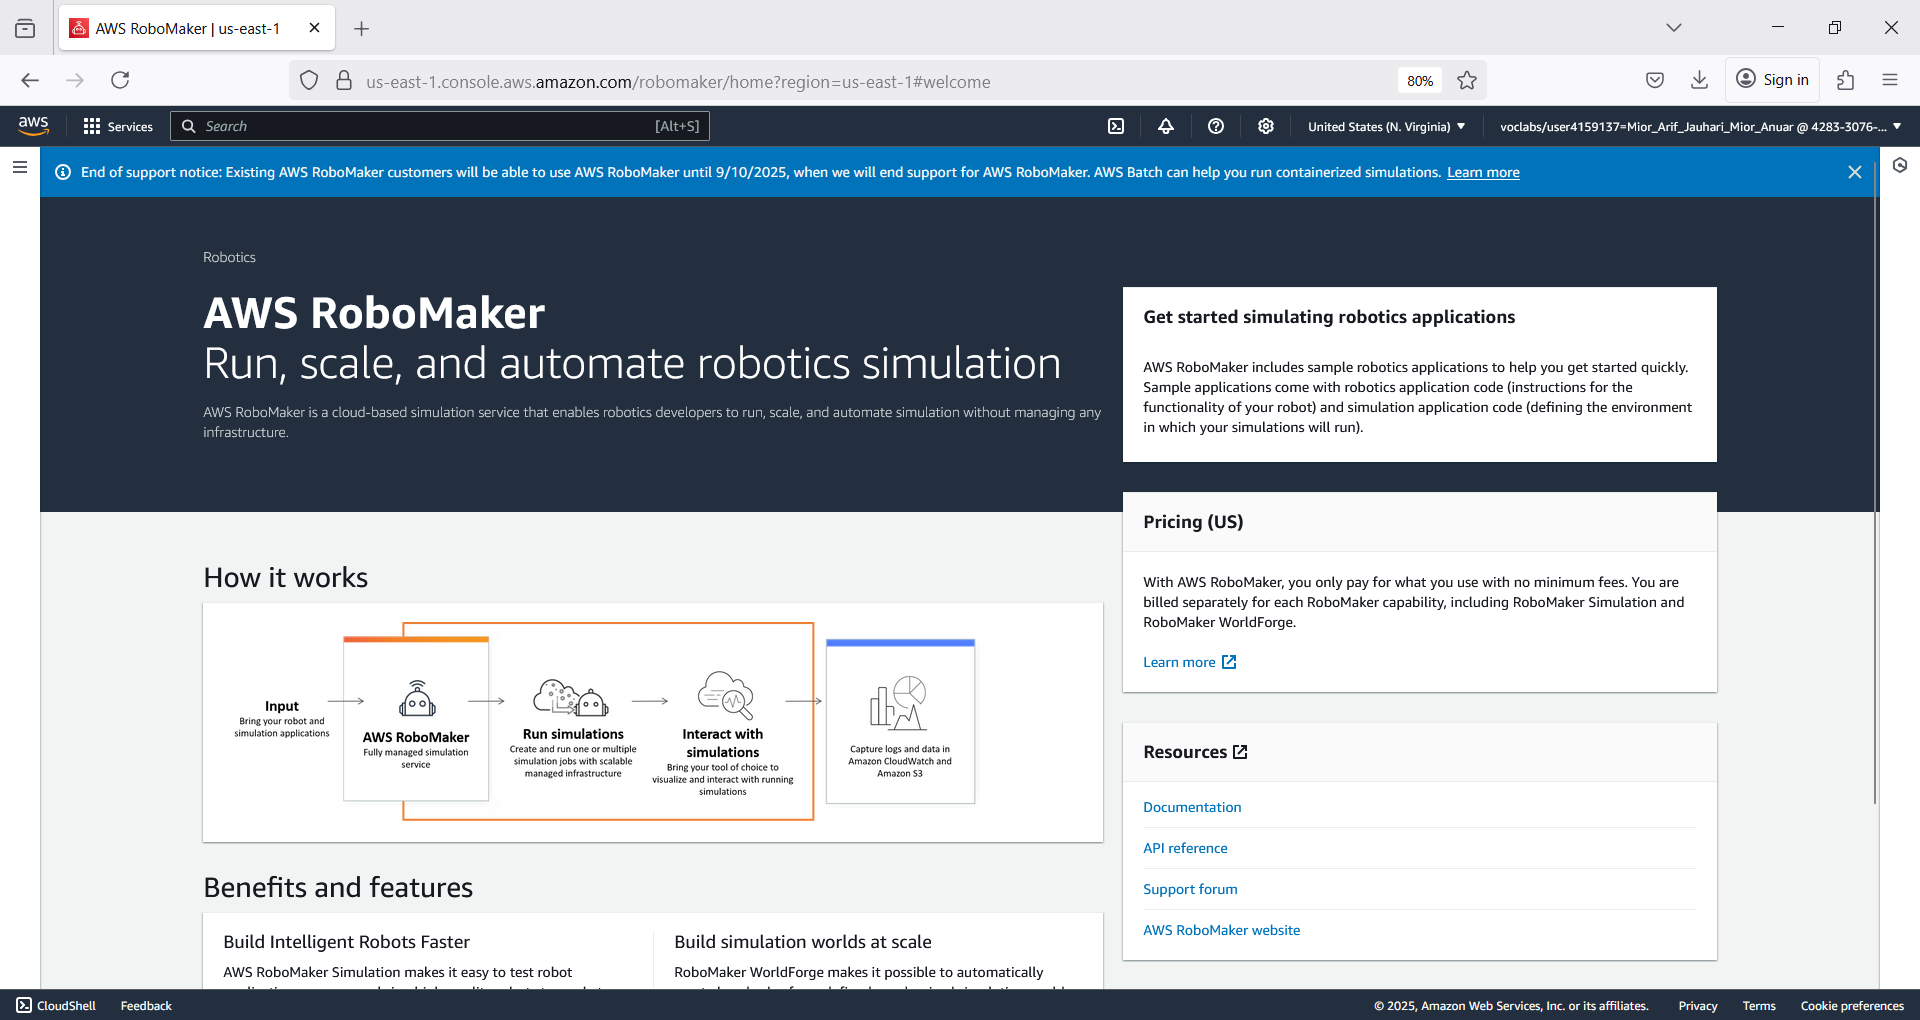 AWS RoboMaker | us-east-1
us-east-1.console.aws.amazon.com/robomaker/home?region=us-east-1#welcome
80%
Sign in
aws
Services
Search
[Alt+S]
United States (N. Virginia)
voclabs/user4159137=Mior_Arif_Jauhari_Mior_Anuar @ 4283-3076-...
End of support notice: Existing AWS RoboMaker customers will be able to use AWS RoboMaker until 9/10/2025, when we will end support for AWS RoboMaker. AWS Batch can help you run containerized simulations. Learn more
Robotics
AWS RoboMaker
Run, scale, and automate robotics simulation
AWS RoboMaker is a cloud-based simulation service that enables robotics developers to run, scale, and automate simulation without managing any
infrastructure.
Get started simulating robotics applications
AWS RoboMaker includes sample robotics applications to help you get started quickly.
Sample applications come with robotics application code (instructions for the
functionality of your robot) and simulation application code (defining the environment
in which your simulations will run).
Pricing (US)
With AWS RoboMaker, you only pay for what you use with no minimum fees. You are
billed separately for each RoboMaker capability, including RoboMaker Simulation and
RoboMaker WorldForge.
Learn more
How it works
Input
Bring your robot and
simulation applications
AWS RoboMaker
Fully managed simulation
service
Run simulations
Create and run one or multiple
simulation jobs with scalable
managed infrastructure
Interact with
simulations
Bring your tool of choice to
visualize and interact with running
simulations
Capture logs and data in
Amazon CloudWatch and
Amazon S3
Resources
Documentation
API reference
Support forum
AWS RoboMaker website
Benefits and features
Build Intelligent Robots Faster
AWS RoboMaker Simulation makes it easy to test robot
Build simulation worlds at scale
RoboMaker WorldForge makes it possible to automatically
CloudShell
Feedback
© 2025, Amazon Web Services, Inc. or its affiliates.
Privacy
Terms
Cookie preferences